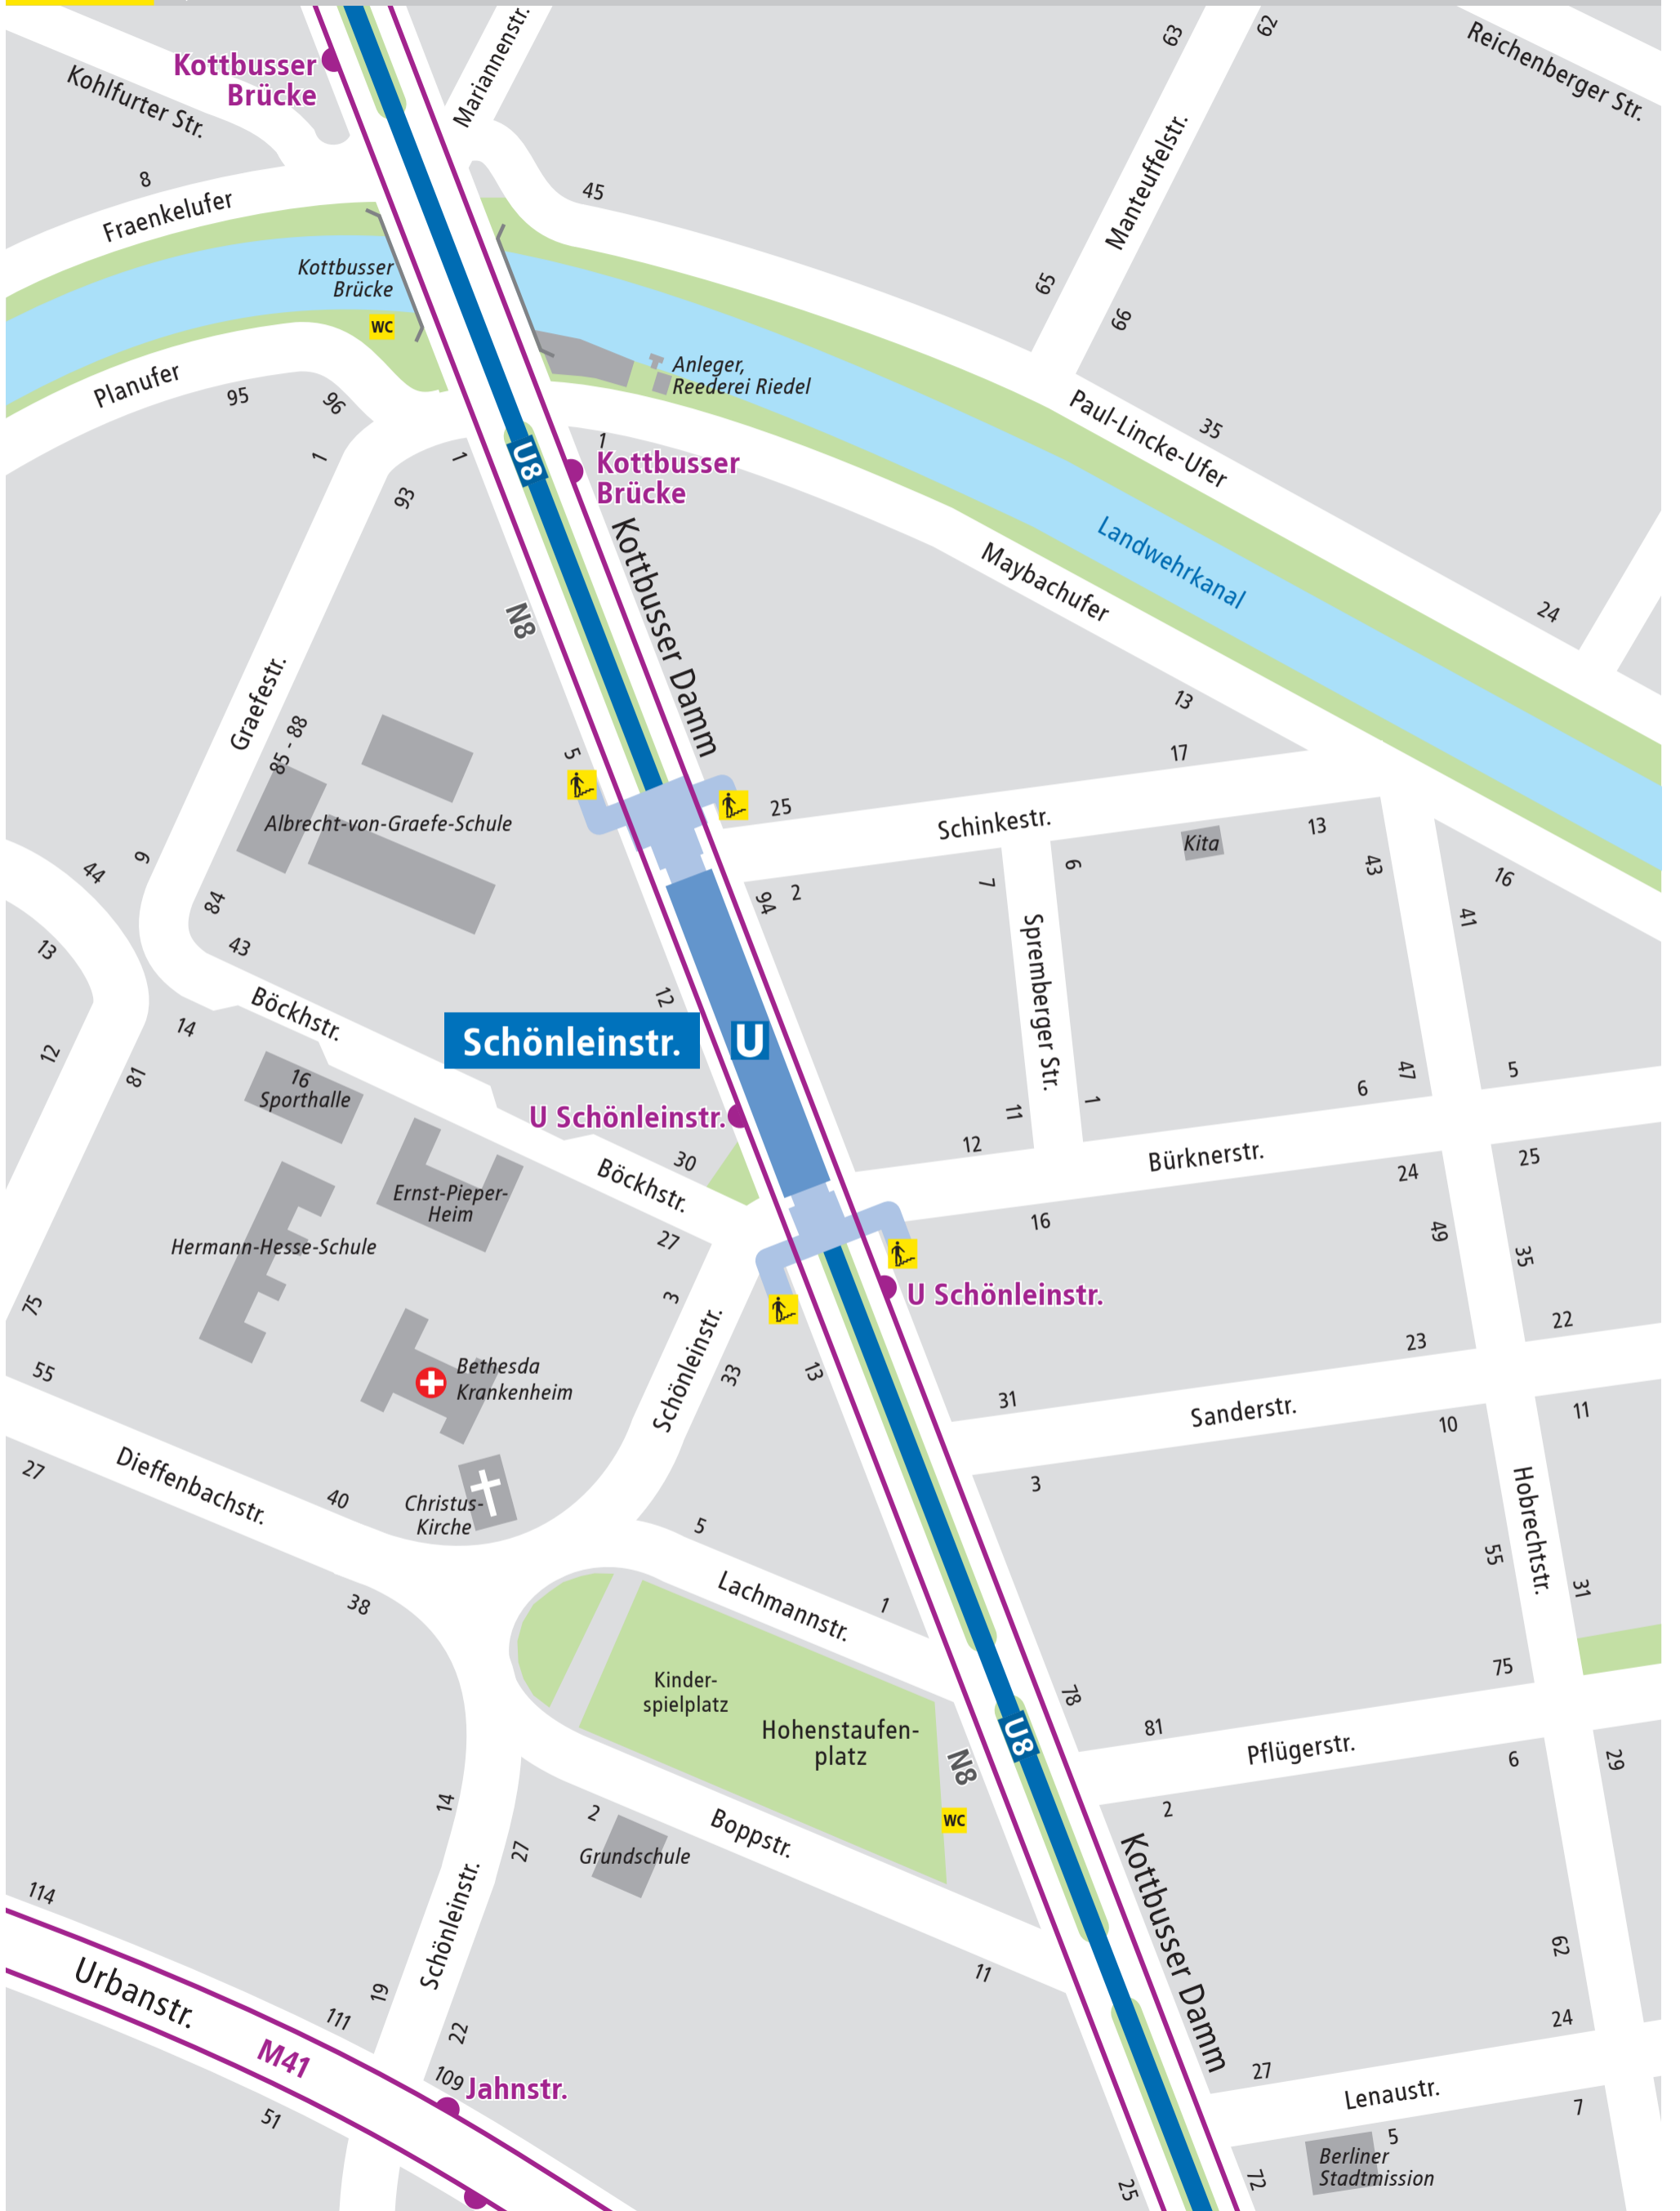 Mariannenstr.
63
62
Reichenberger Str.
Kottbusser
Brücke
Kohlfurter Str.
Manteuffelstr.
8
Fraenkelufer
45
Kottbusser
Brücke
65
66
WC
Anleger,
Reederei Riedel
Planufer
95
96
Paul-Lincke-Ufer
35
1
1
U8
1
Kottbusser
Brücke
93
Kottbusser Damm
Landwehrkanal
Maybachufer
N8
24
Graefestr.
13
85 - 88
5
17
25
Schinkestr.
Albrecht-von-Graefe-Schule
13
Kita
44
9
84
94
2
7
6
43
16
13
43
41
Spremberger Str.
12
Böckhstr.
14
Schönleinstr.
U
12
81
16
Sporthalle
47
5
6
U Schönleinstr.
11
1
12
Bürknerstr.
25
30
24
Böckhstr.
Ernst-Pieper-
Heim
16
49
35
27
Hermann-Hesse-Schule
3
U Schönleinstr.
75
22
Schönleinstr.
23
55
Bethesda
Krankenheim
33
13
31
Sanderstr.
10
11
27
Dieffenbachstr.
40
Christus-
Kirche
3
Hobrechtstr.
5
55
31
38
Lachmannstr.
1
Kinder-
spielplatz
78
75
Hohenstaufen-
platz
81
U8
Pflügerstr.
N8
6
29
14
2
2
WC
27
Boppstr.
Grundschule
Kottbusser Damm
114
Schönleinstr.
62
11
Urbanstr.
19
111
22
24
M41
109
Jahnstr.
27
Lenaustr.
51
7
5
Berliner
Stadtmission
25
72